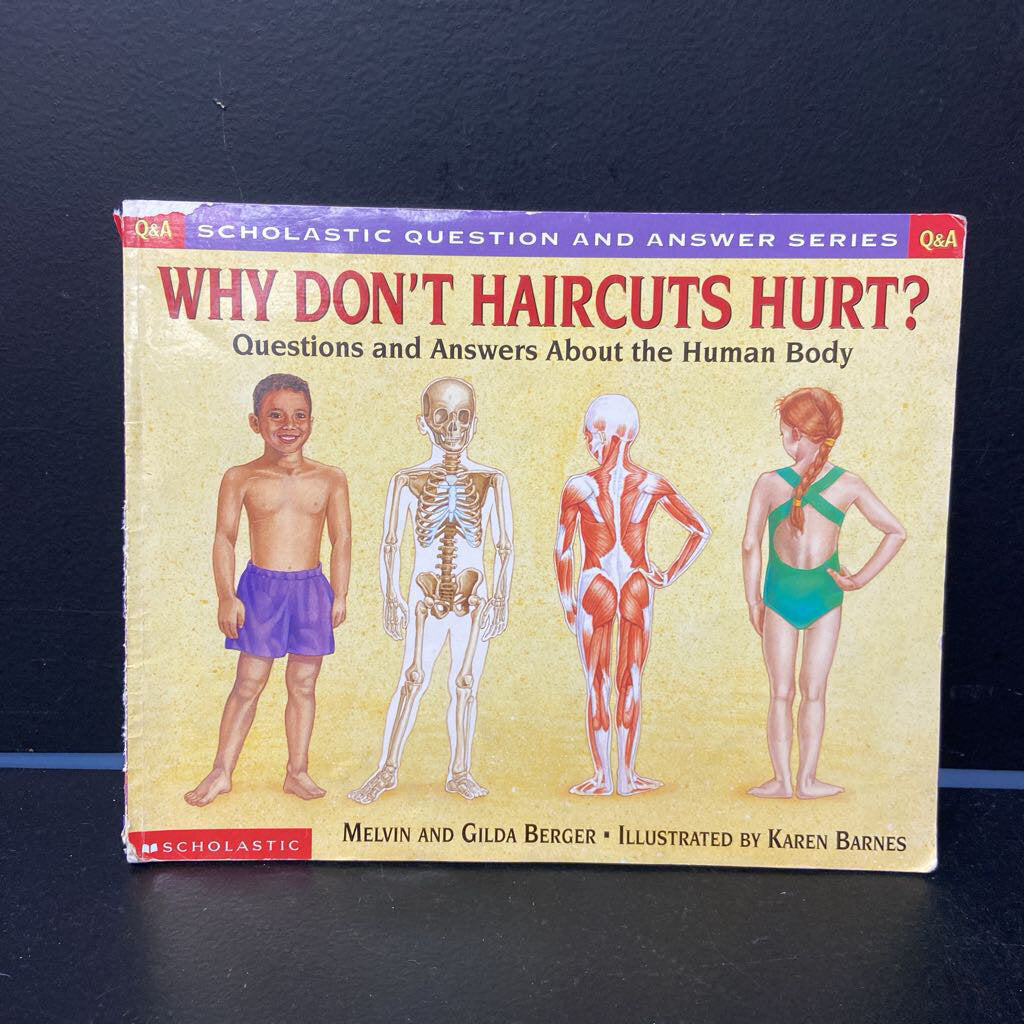 Q&A SCHOLASTIC QUESTION AND ANSWER SERIES Q&A
WHY DON'T HAIRCUTS HURT?
Questions and Answers About the Human Body
SCHOLASTIC
MELVIN AND GILDA BERGER ▪ ILLUSTRATED BY KAREN BARNES